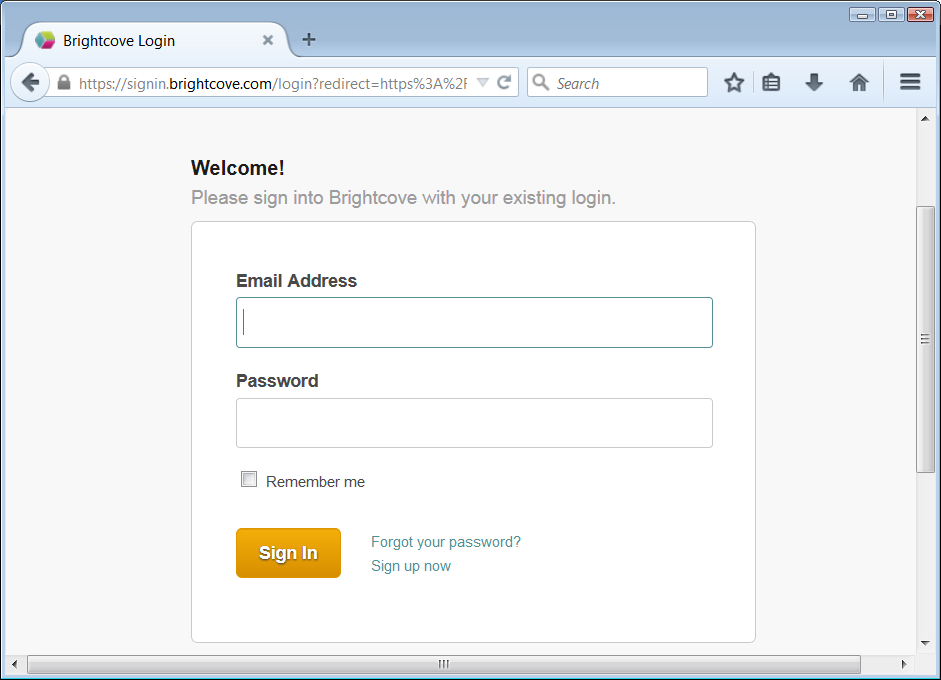 Brightcove Login
https://signin.brightcove.com/login?redirect=https%3A%2F
Search
Welcome!
Please sign into Brightcove with your existing login.
Email Address
Password
Remember me
Sign In
Forgot your password?
Sign up now